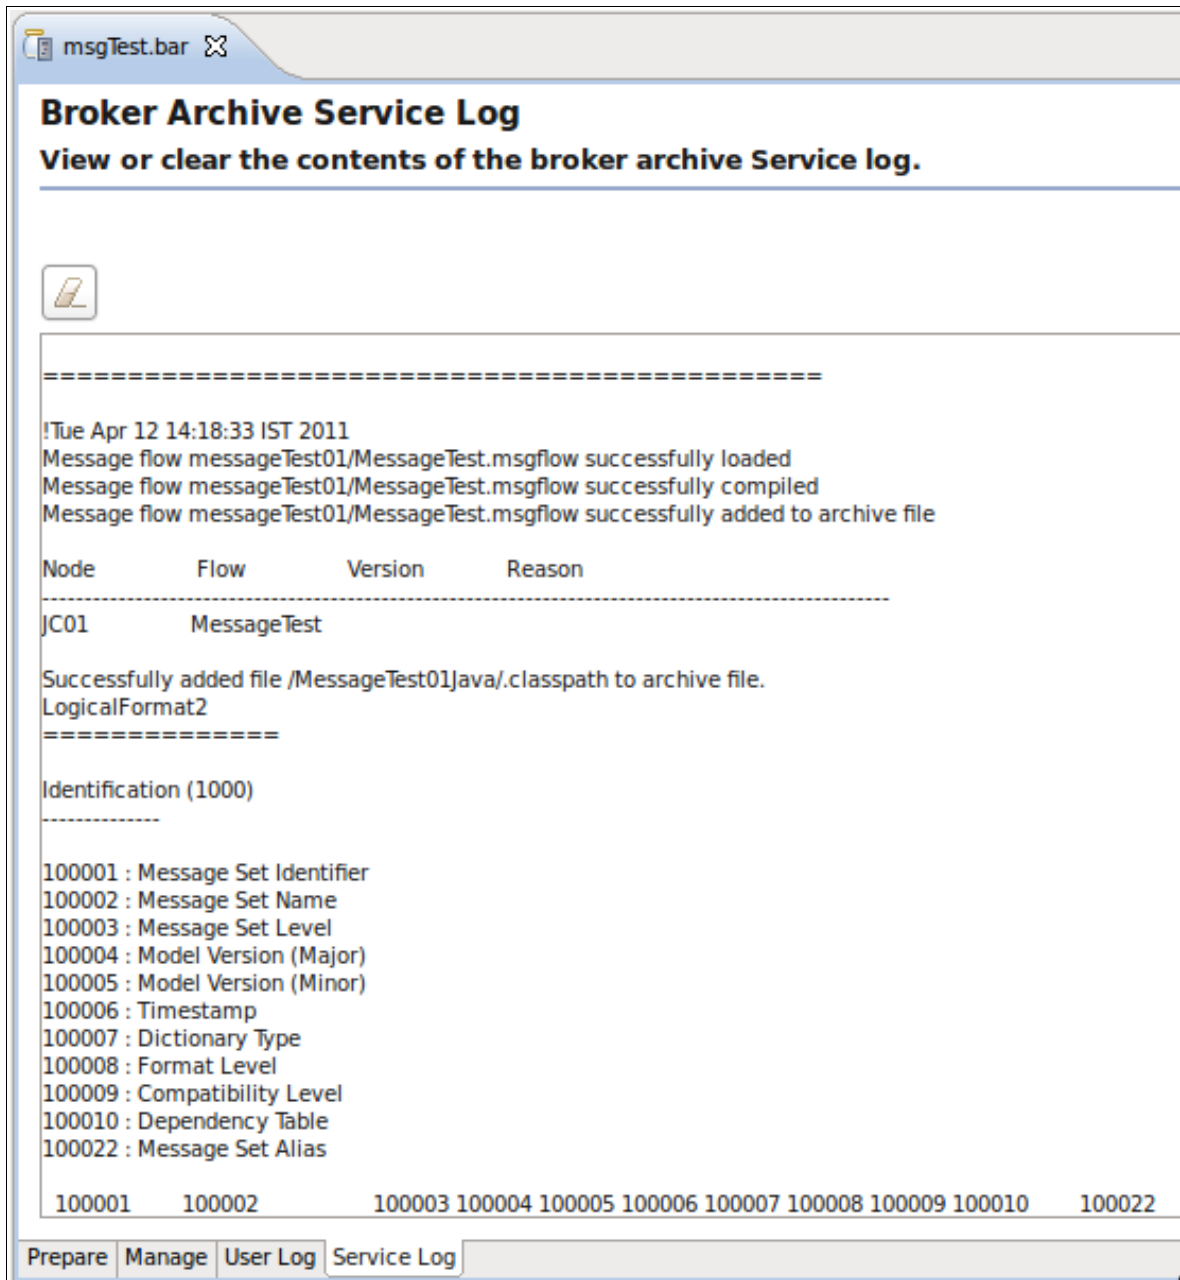 msgTest.bar
Broker Archive Service Log
View or clear the contents of the broker archive Service log.
==============================================
!Tue Apr 12 14:18:33 IST 2011
Message flow messageTest01/MessageTest.msgflow successfully loaded
Message flow messageTest01/MessageTest.msgflow successfully compiled
Message flow messageTest01/MessageTest.msgflow successfully added to archive file
Node Flow Version Reason
----------------------------------------------------------------------------------------------------
JC01 MessageTest
Successfully added file /MessageTest01Java/.classpath to archive file.
LogicalFormat2
==============
Identification (1000)
--------------
100001 : Message Set Identifier
100002 : Message Set Name
100003 : Message Set Level
100004 : Model Version (Major)
100005 : Model Version (Minor)
100006 : Timestamp
100007 : Dictionary Type
100008 : Format Level
100009 : Compatibility Level
100010 : Dependency Table
100022 : Message Set Alias
100001 100002 100003 100004 100005 100006 100007 100008 100009 100010 100022
Prepare Manage User Log Service Log